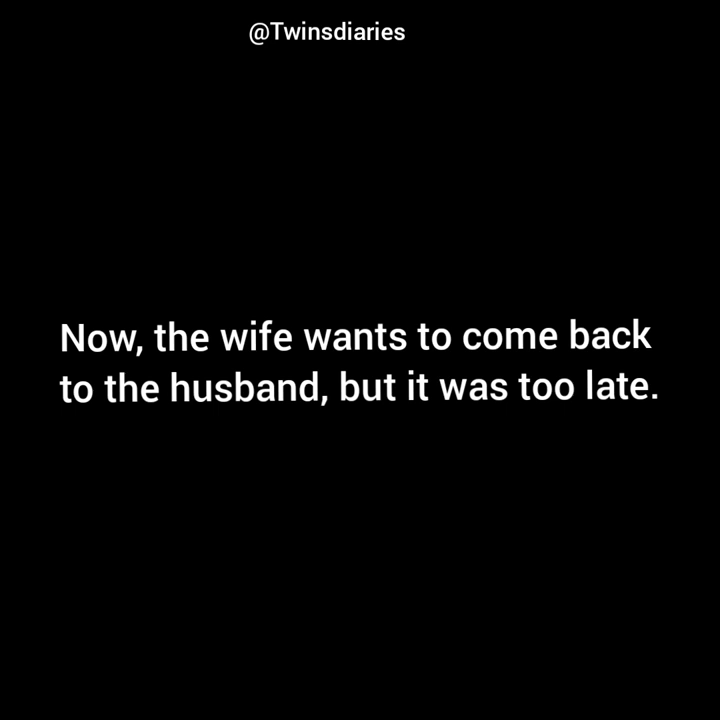 @Twinsdiaries
Now, the wife wants to come back
to the husband, but it was too late.